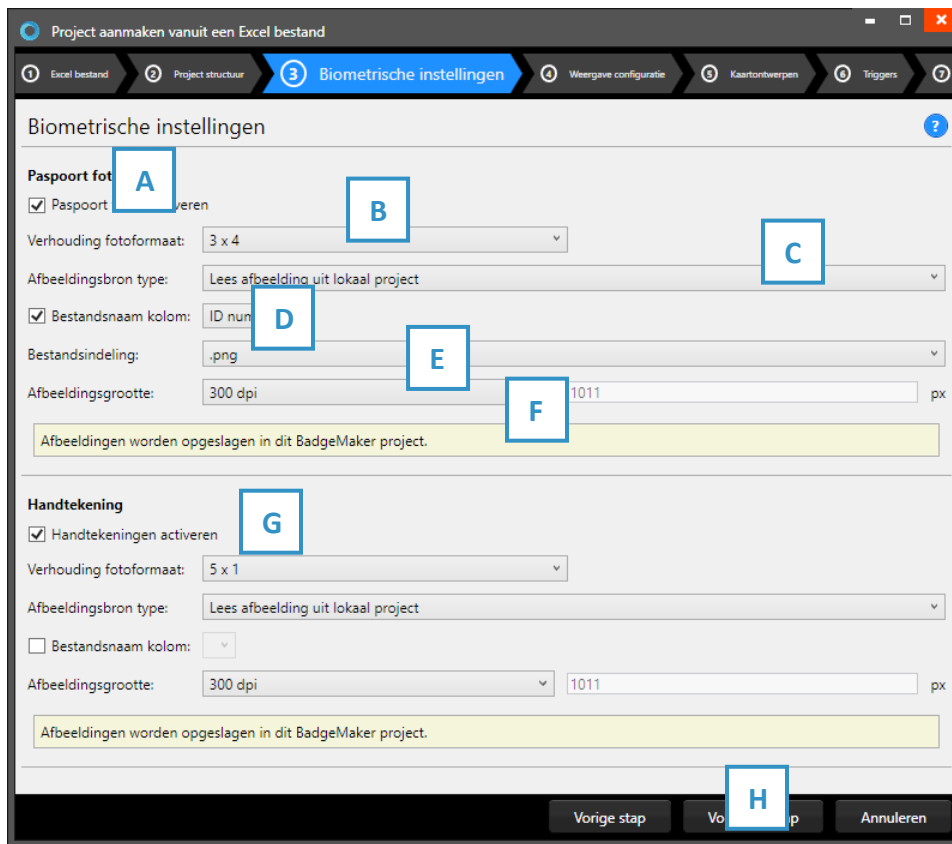 Project aanmaken vanuit een Excel bestand
1 Excel bestand 2 Project structuur 3 Biometrische instellingen 4 Weergave configuratie 5 Kaartontwerpen 6 Triggers 7
Biometrische instellingen ?
Paspoort
A
Paspoort
B
Verhouding fotoformaat: 3 x 4
C
Afbeeldingsbron type: Lees afbeelding uit lokaal project
Bestandsnaam kolom: ID
D
Bestandsindeling: .png
E
Afbeeldingsgrootte: 300 dpi 1011 px
F
Afbeeldingen worden opgeslagen in dit BadgeMaker project.
Handtekening
G
Handtekeningen activeren
Verhouding fotoformaat: 5 x 1
Afbeeldingsbron type: Lees afbeelding uit lokaal project
Bestandsnaam kolom:
Afbeeldingsgrootte: 300 dpi 1011 px
Afbeeldingen worden opgeslagen in dit BadgeMaker project.
H
Vorige stap Annuleren